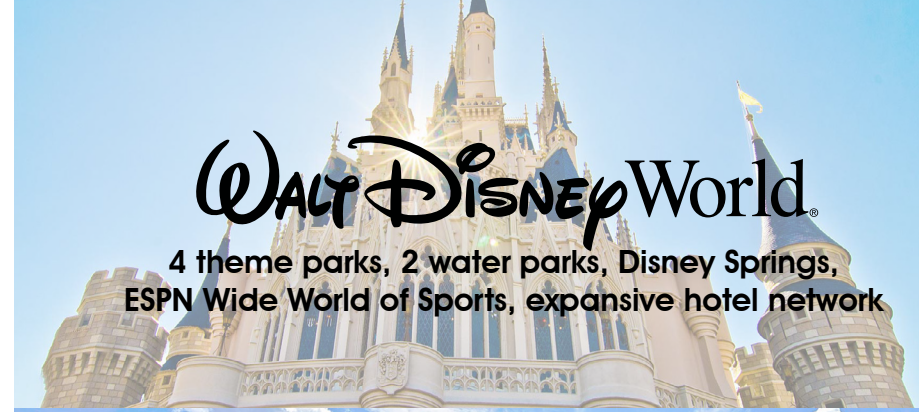 Walt Disney World®
4 theme parks, 2 water parks, Disney Springs,
ESPN Wide World of Sports, expansive hotel network